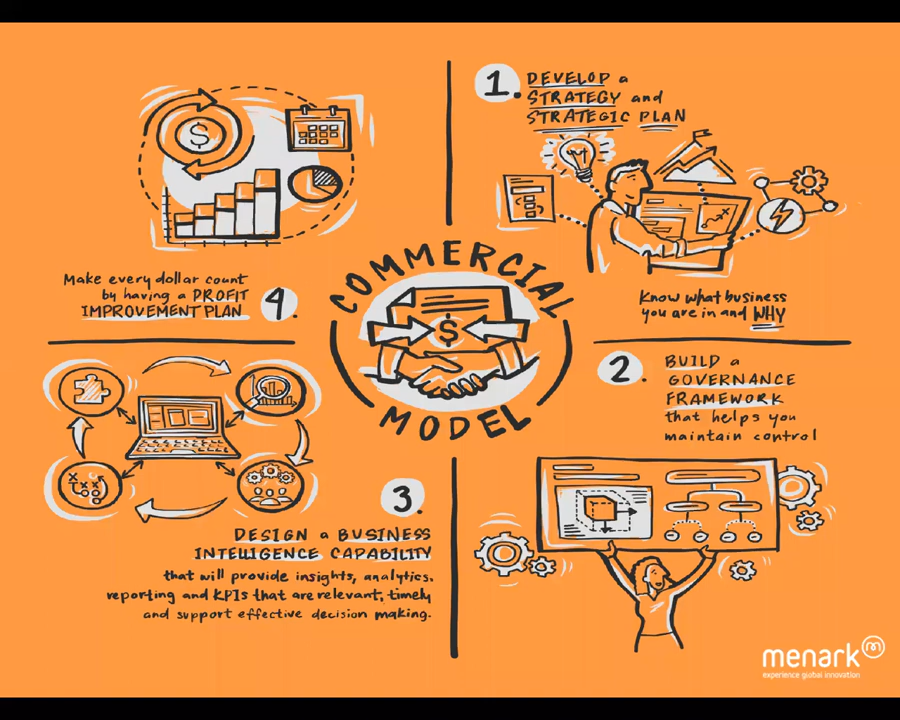 COMMERCIAL
MODEL
$
1.
DEVELOP a
STRATEGY and
STRATEGIC PLAN
Know what business
you are in and WHY
2.
BUILD a
GOVERNANCE
FRAMEWORK
that helps you
maintain control
3.
DESIGN a BUSINESS
INTELLIGENCE CAPABILITY
that will provide insights, analytics,
reporting and KPIs that are relevant, timely
and support effective decision making.
$
Make every dollar count
by having a PROFIT
IMPROVEMENT PLAN
4.
menark
experience global innovation